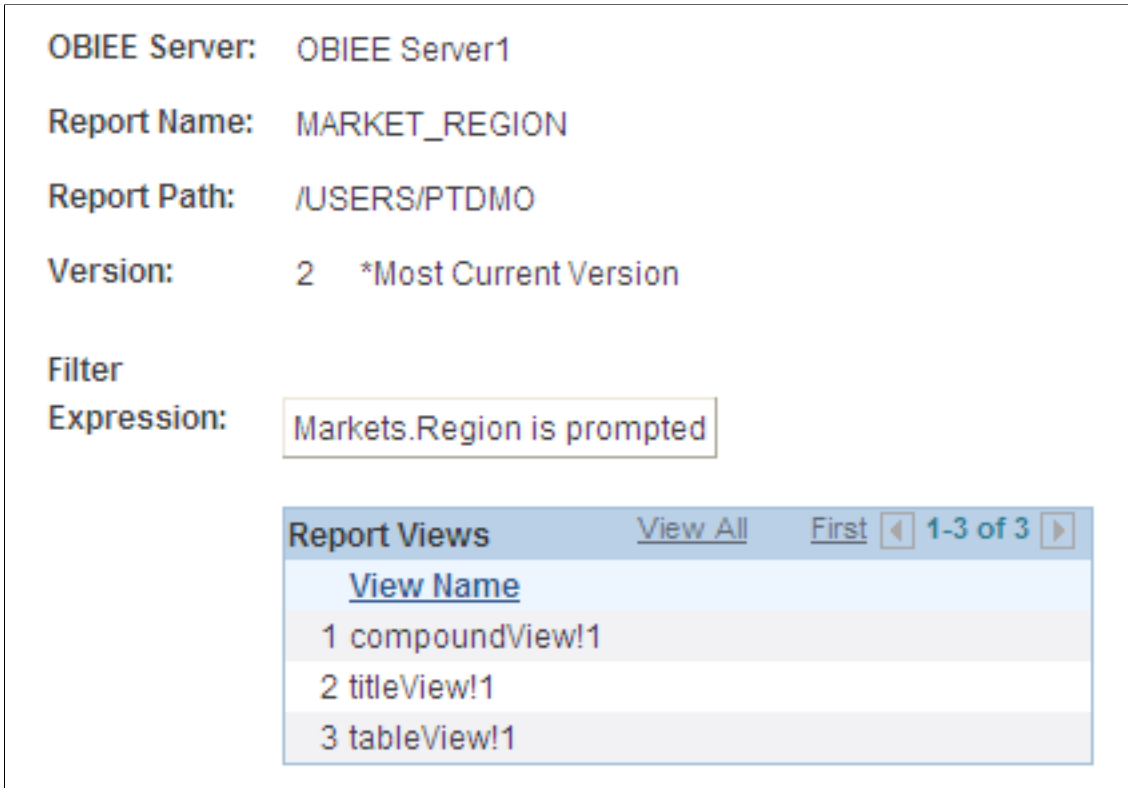 OBIEE Server: OBIEE Server1
Report Name: MARKET_REGION
Report Path: /USERS/PTDMO
Version: 2 *Most Current Version
Filter
Expression: Markets.Region is prompted
Report Views View All First 1-3 of 3
View Name
1 compoundView!1
2 titleView!1
3 tableView!1